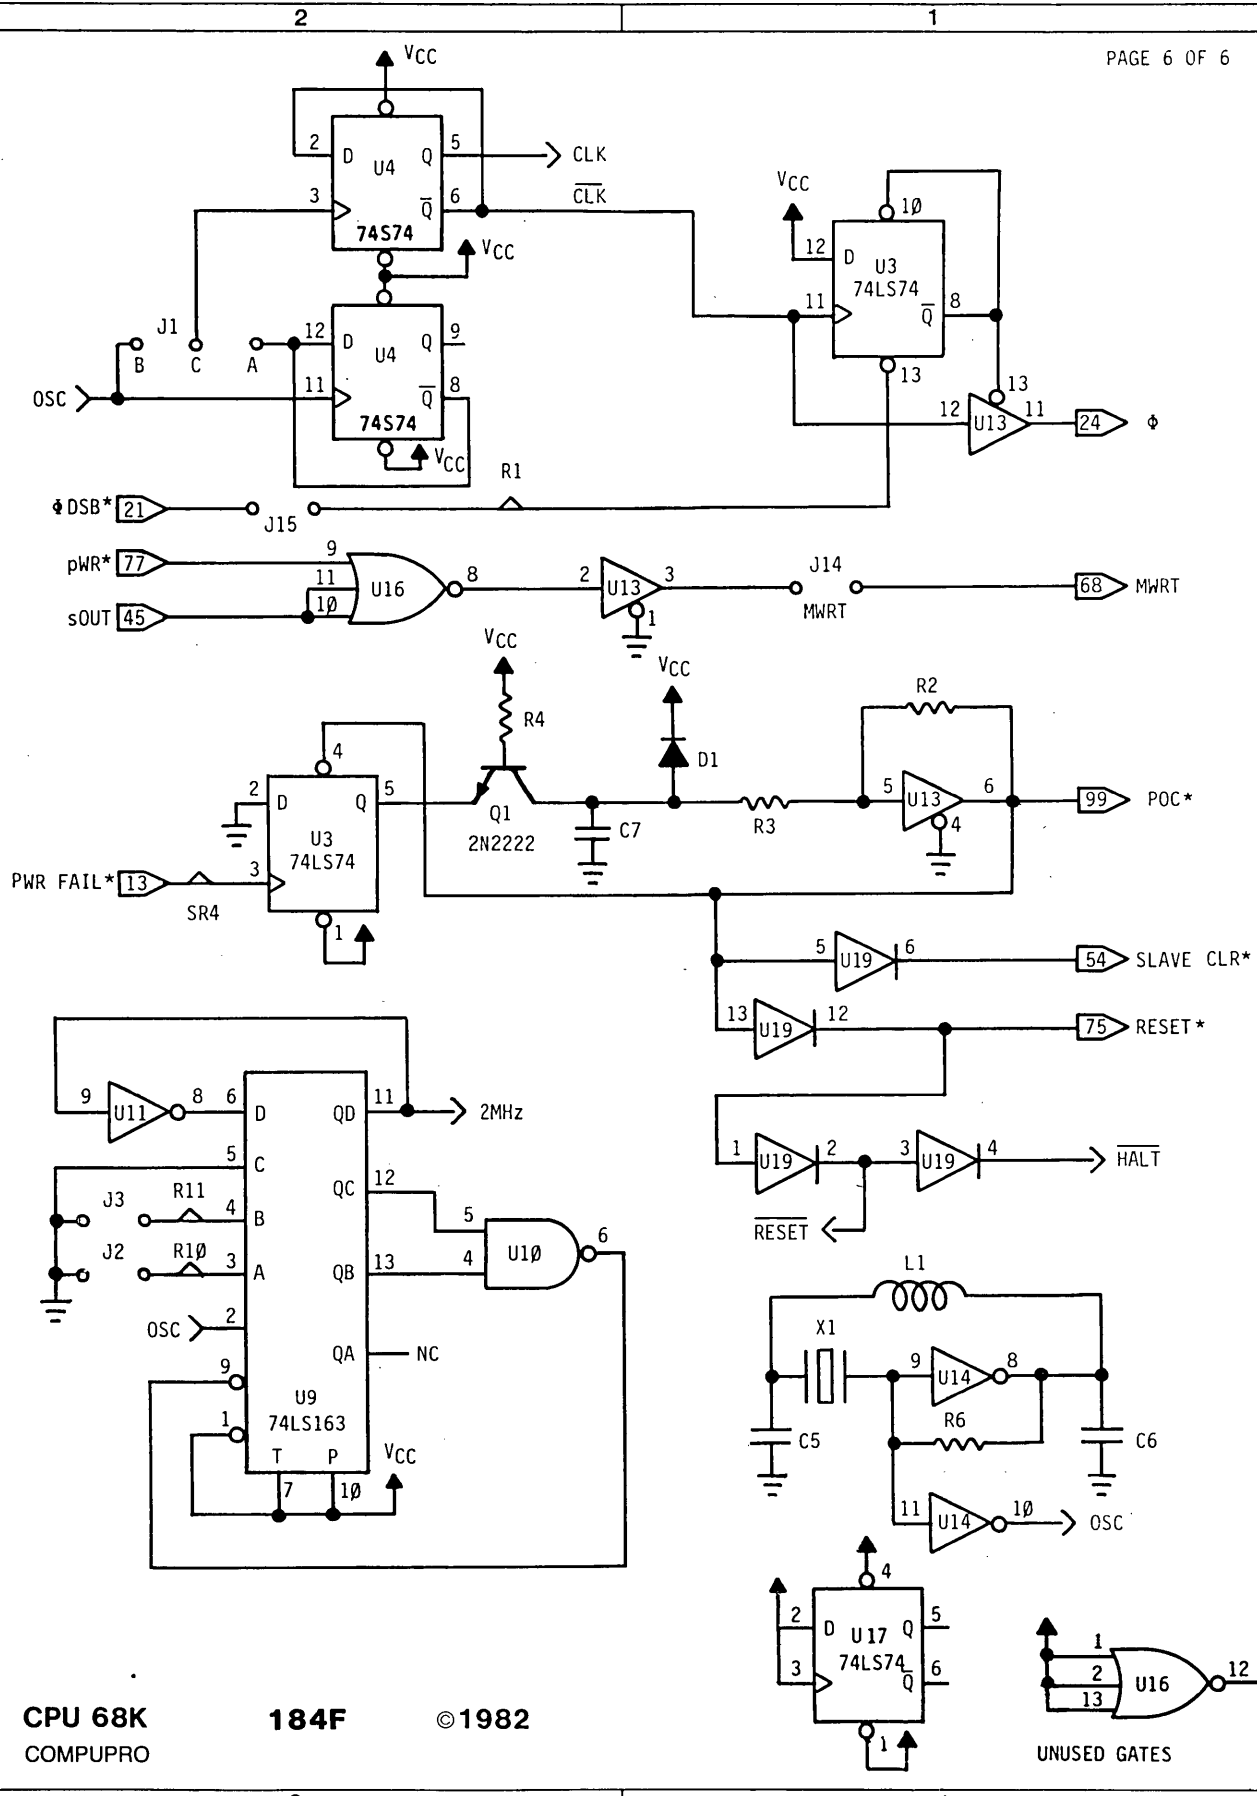 2 1
PAGE 6 OF 6
VCC
2 D U4 Q 5 CLK
3 Q 6 CLK
74S74
VCC
J1
B C A
OSC
12 D U4 Q 9
11 Q 8
74S74
VCC
VCC
10
12 D U3
74LS74
11 Q 8
13
13
12 U13 11 24 Φ
ΦDSB* 21 J15 R1
pWR* 77 9
11 U16 8 2 U13 3 J14 68 MWRT
sOUT 45 10 1 MWRT
VCC
R4
VCC
D1
R2
4
2 D Q 5
U3
74LS74
Q1
2N2222
C7
R3
5 U13 6 99 POC*
4
PWR FAIL* 13 SR4 3
1
5 U19 6 54 SLAVE CLR*
13 U19 12 75 RESET*
1 U19 2 3 U19 4 HALT
RESET
9 U11 8 6 D QD 11 2MHz
5 C
QC 12
J3 R11 4 B
5 U10 6
J2 R10 3 A QB 13 4
OSC 2
QA NC
9
U9
74LS163
1
T P VCC
7 10
L1
X1
9 U14 8
C5 R6 C6
11 U14 10 OSC
4
2 D U17 Q 5
74LS74
3 Q 6
1
1
2 U16 12
13
UNUSED GATES
CPU 68K 184F ©1982
COMPUPRO